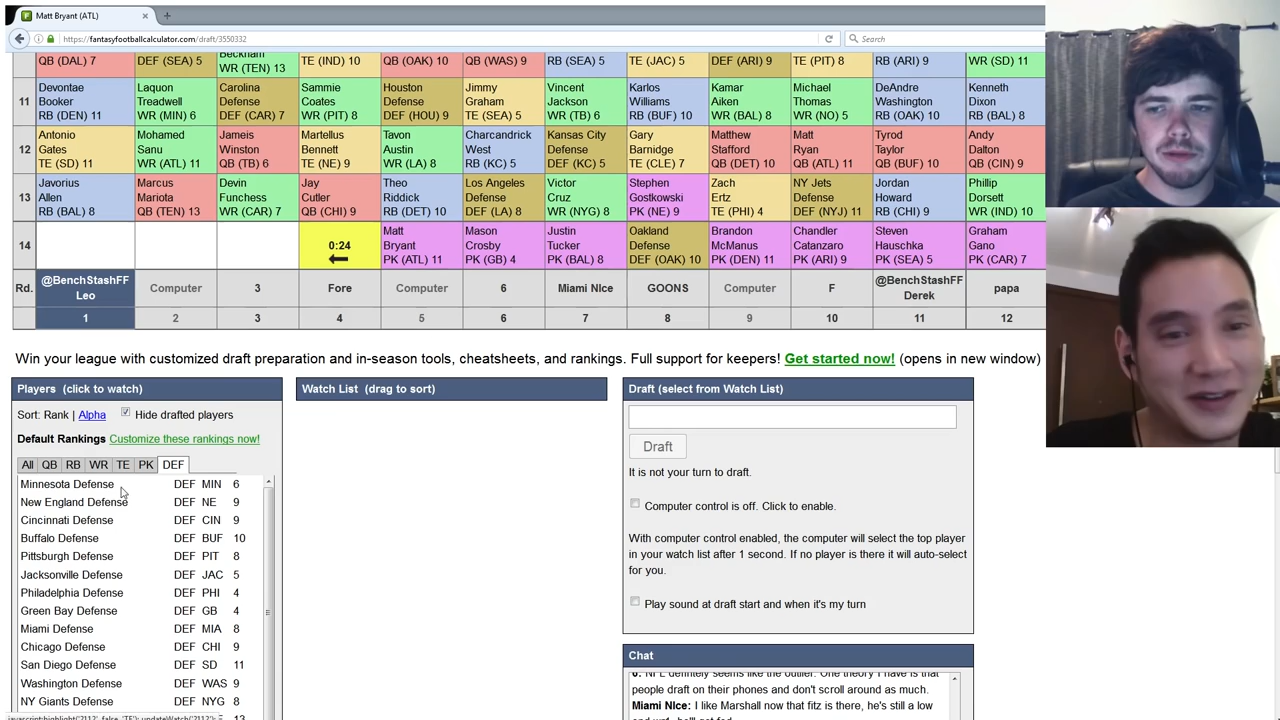 Matt Bryant (ATL)
https://fantasyfootballcalculator.com/draft/3550332
Search
QB (DAL) 7
DEF (SEA) 5
Beckham
WR (TEN) 13
TE (IND) 10
QB (OAK) 10
QB (WAS) 9
RB (SEA) 5
TE (JAC) 5
DEF (ARI) 9
TE (PIT) 8
RB (ARI) 9
WR (SD) 11
11
Devontae
Booker
RB (DEN) 11
Laquon
Treadwell
WR (MIN) 6
Carolina
Defense
DEF (CAR) 7
Sammie
Coates
WR (PIT) 8
Houston
Defense
DEF (HOU) 9
Jimmy
Graham
TE (SEA) 5
Vincent
Jackson
WR (TB) 6
Karlos
Williams
RB (BUF) 10
Kamar
Aiken
WR (BAL) 8
Michael
Thomas
WR (NO) 5
DeAndre
Washington
RB (OAK) 10
Kenneth
Dixon
RB (BAL) 8
12
Antonio
Gates
TE (SD) 11
Mohamed
Sanu
WR (ATL) 11
Jameis
Winston
QB (TB) 6
Martellus
Bennett
TE (NE) 9
Tavon
Austin
WR (LA) 8
Charcandrick
West
RB (KC) 5
Kansas City
Defense
DEF (KC) 5
Gary
Barnidge
TE (CLE) 7
Matthew
Stafford
QB (DET) 10
Matt
Ryan
QB (ATL) 11
Tyrod
Taylor
QB (BUF) 10
Andy
Dalton
QB (CIN) 9
13
Javorius
Allen
RB (BAL) 8
Marcus
Mariota
QB (TEN) 13
Devin
Funchess
WR (CAR) 7
Jay
Cutler
QB (CHI) 9
Theo
Riddick
RB (DET) 10
Los Angeles
Defense
DEF (LA) 8
Victor
Cruz
WR (NYG) 8
Stephen
Gostkowski
PK (NE) 9
Zach
Ertz
TE (PHI) 4
NY Jets
Defense
DEF (NYJ) 11
Jordan
Howard
RB (CHI) 9
Phillip
Dorsett
WR (IND) 10
14
0:24
Matt
Bryant
PK (ATL) 11
Mason
Crosby
PK (GB) 4
Justin
Tucker
PK (BAL) 8
Oakland
Defense
DEF (OAK) 10
Brandon
McManus
PK (DEN) 11
Chandler
Catanzaro
PK (ARI) 9
Steven
Hauschka
PK (SEA) 5
Graham
Gano
PK (CAR) 7
Rd.
@BenchStashFF
Leo
Computer
3
Fore
Computer
6
Miami NIce
GOONS
Computer
F
@BenchStashFF
Derek
papa
1 2 3 4 5 6 7 8 9 10 11 12
Win your league with customized draft preparation and in-season tools, cheatsheets, and rankings. Full support for keepers! Get started now! (opens in new window)
Players (click to watch)
Sort: Rank | Alpha Hide drafted players
Default Rankings Customize these rankings now!
All QB RB WR TE PK DEF
Minnesota Defense DEF MIN 6
New England Defense DEF NE 9
Cincinnati Defense DEF CIN 9
Buffalo Defense DEF BUF 10
Pittsburgh Defense DEF PIT 8
Jacksonville Defense DEF JAC 5
Philadelphia Defense DEF PHI 4
Green Bay Defense DEF GB 4
Miami Defense DEF MIA 8
Chicago Defense DEF CHI 9
San Diego Defense DEF SD 11
Washington Defense DEF WAS 9
NY Giants Defense DEF NYG 8
13
Watch List (drag to sort)
Draft (select from Watch List)
Draft
It is not your turn to draft.
Computer control is off. Click to enable.
With computer control enabled, the computer will select the top player
in your watch list after 1 second. If no player is there it will auto-select
for you.
Play sound at draft start and when it's my turn
Chat
6: NFL definitely seems like the outlier. One theory I have is that
people draft on their phones and don't scroll around as much.
Miami NIce: I like Marshall now that fitz is there, he's still a low